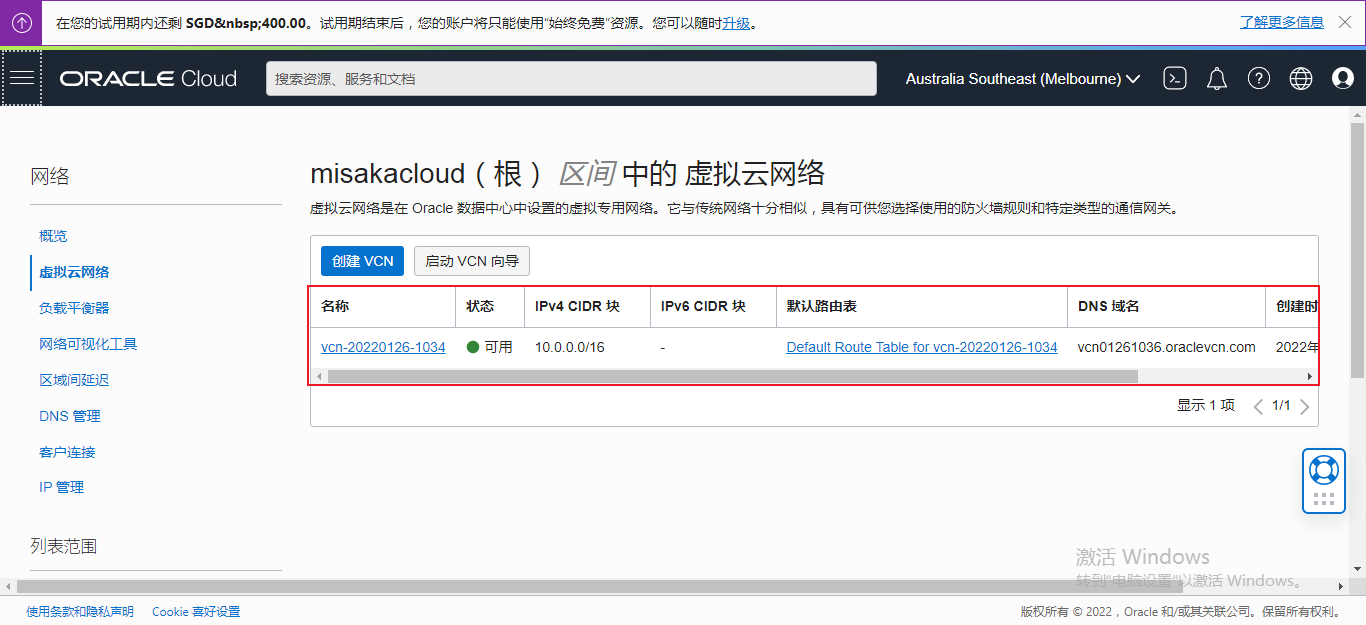 在您的试用期内还剩 SGD&nbsp;400.00。试用期结束后，您的账户将只能使用“始终免费”资源。您可以随时升级。 了解更多信息
ORACLE Cloud 搜索资源、服务和文档 Australia Southeast (Melbourne)
网络
概览
虚拟云网络
负载平衡器
网络可视化工具
区域间延迟
DNS 管理
客户连接
IP 管理
列表范围
misakacloud（根） 区间 中的 虚拟云网络
虚拟云网络是在 Oracle 数据中心中设置的虚拟专用网络。它与传统网络十分相似，具有可供您选择使用的防火墙规则和特定类型的通信网关。
创建 VCN 启动 VCN 向导
名称 状态 IPv4 CIDR 块 IPv6 CIDR 块 默认路由表 DNS 域名 创建时
vcn-20220126-1034 可用 10.0.0.0/16 - Default Route Table for vcn-20220126-1034 vcn01261036.oraclevcn.com 2022年
显示 1 项 1/1
激活 Windows
转到“电脑设置”以激活 Windows。
使用条款和隐私声明 Cookie 喜好设置 版权所有 © 2022，Oracle 和/或其关联公司。保留所有权利。